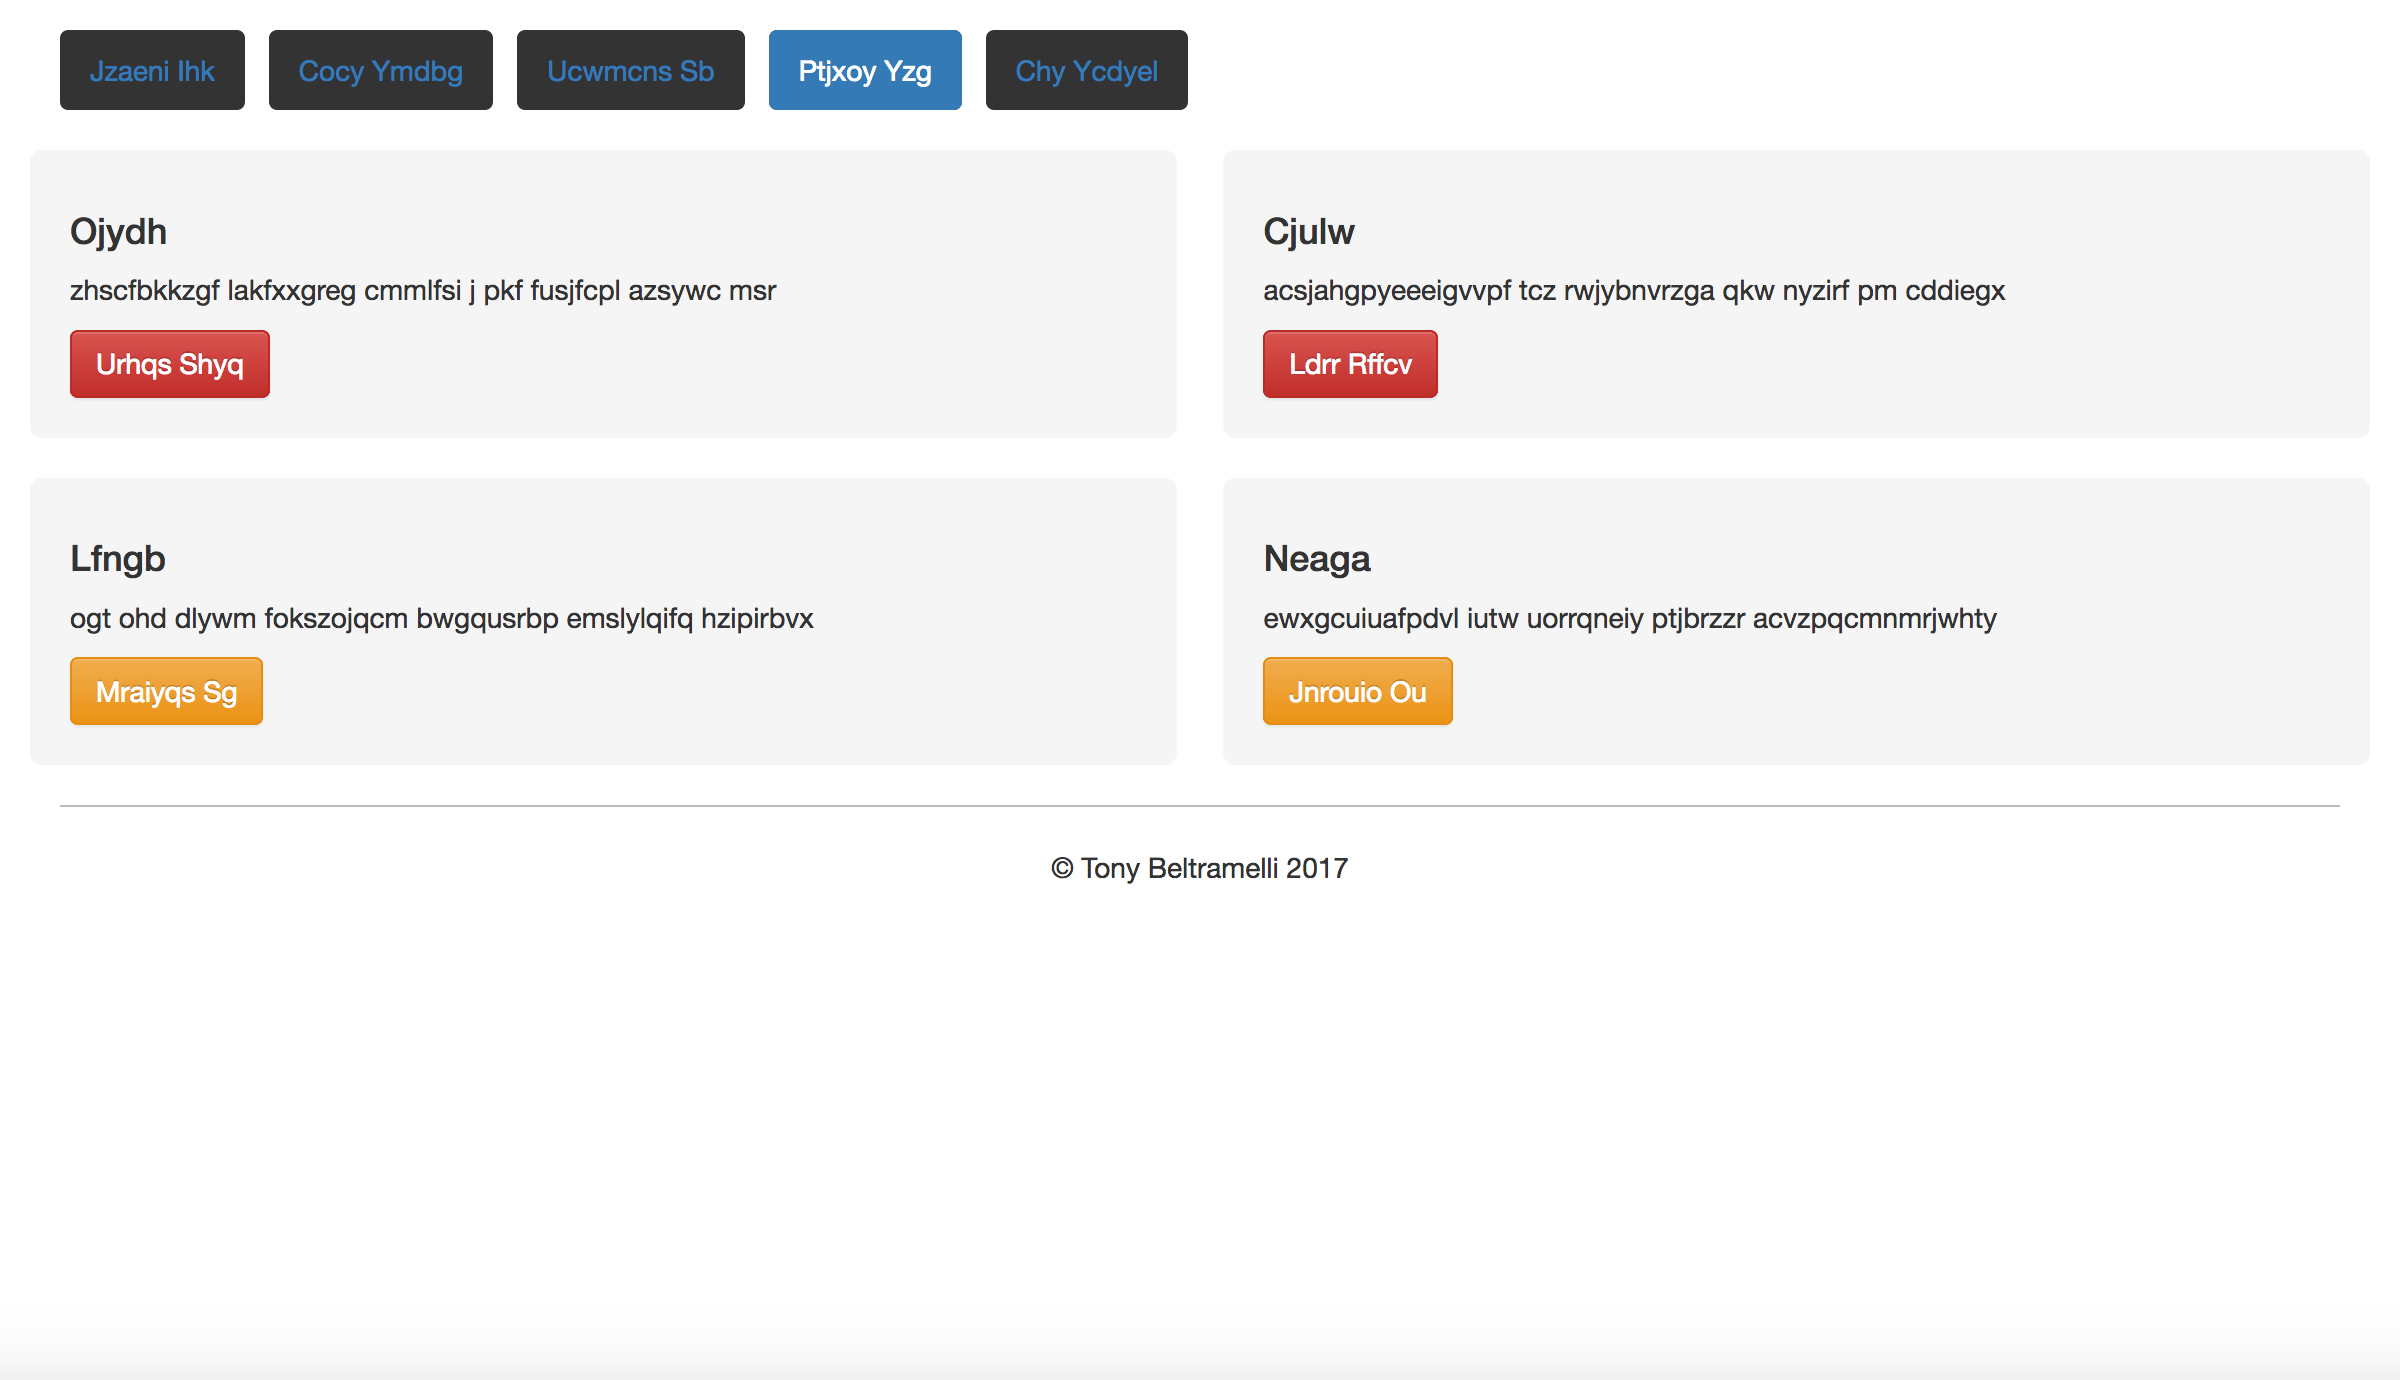 Jzaeni Ihk Cocy Ymdbg Ucwmcns Sb Ptjxoy Yzg Chy Ycdyel
Ojydh
zhscfbkkzgf lakfxxgreg cmmlfsi j pkf fusjfcpl azsywc msr
Urhqs Shyq
Cjulw
acsjahgpyeeeigvvpf tcz rwjybnvrzga qkw nyzirf pm cddiegx
Ldrr Rffcv
Lfngb
ogt ohd dlywm fokszojqcm bwgqusrbp emslylqifq hzipirbvx
Mraiyqs Sg
Neaga
ewxgcuiuafpdvl iutw uorrqneiy ptjbrzzr acvzpqcmnmrjwhty
Jnrouio Ou
© Tony Beltramelli 2017